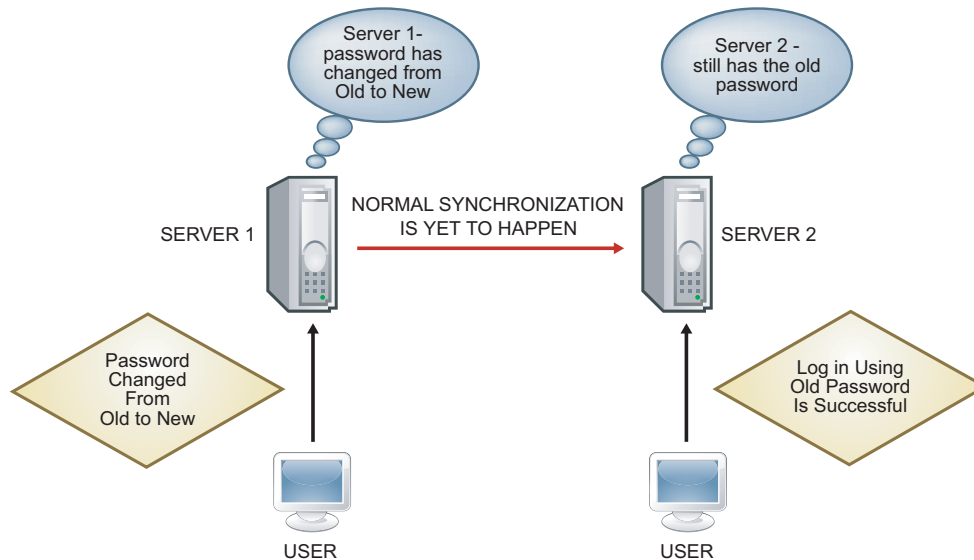 Server 1-
password has
changed from
Old to New
Server 2 -
still has the old
password
SERVER 1
NORMAL SYNCHRONIZATION
IS YET TO HAPPEN
SERVER 2
Password
Changed
From
Old to New
Log in Using
Old Password
Is Successful
USER
USER